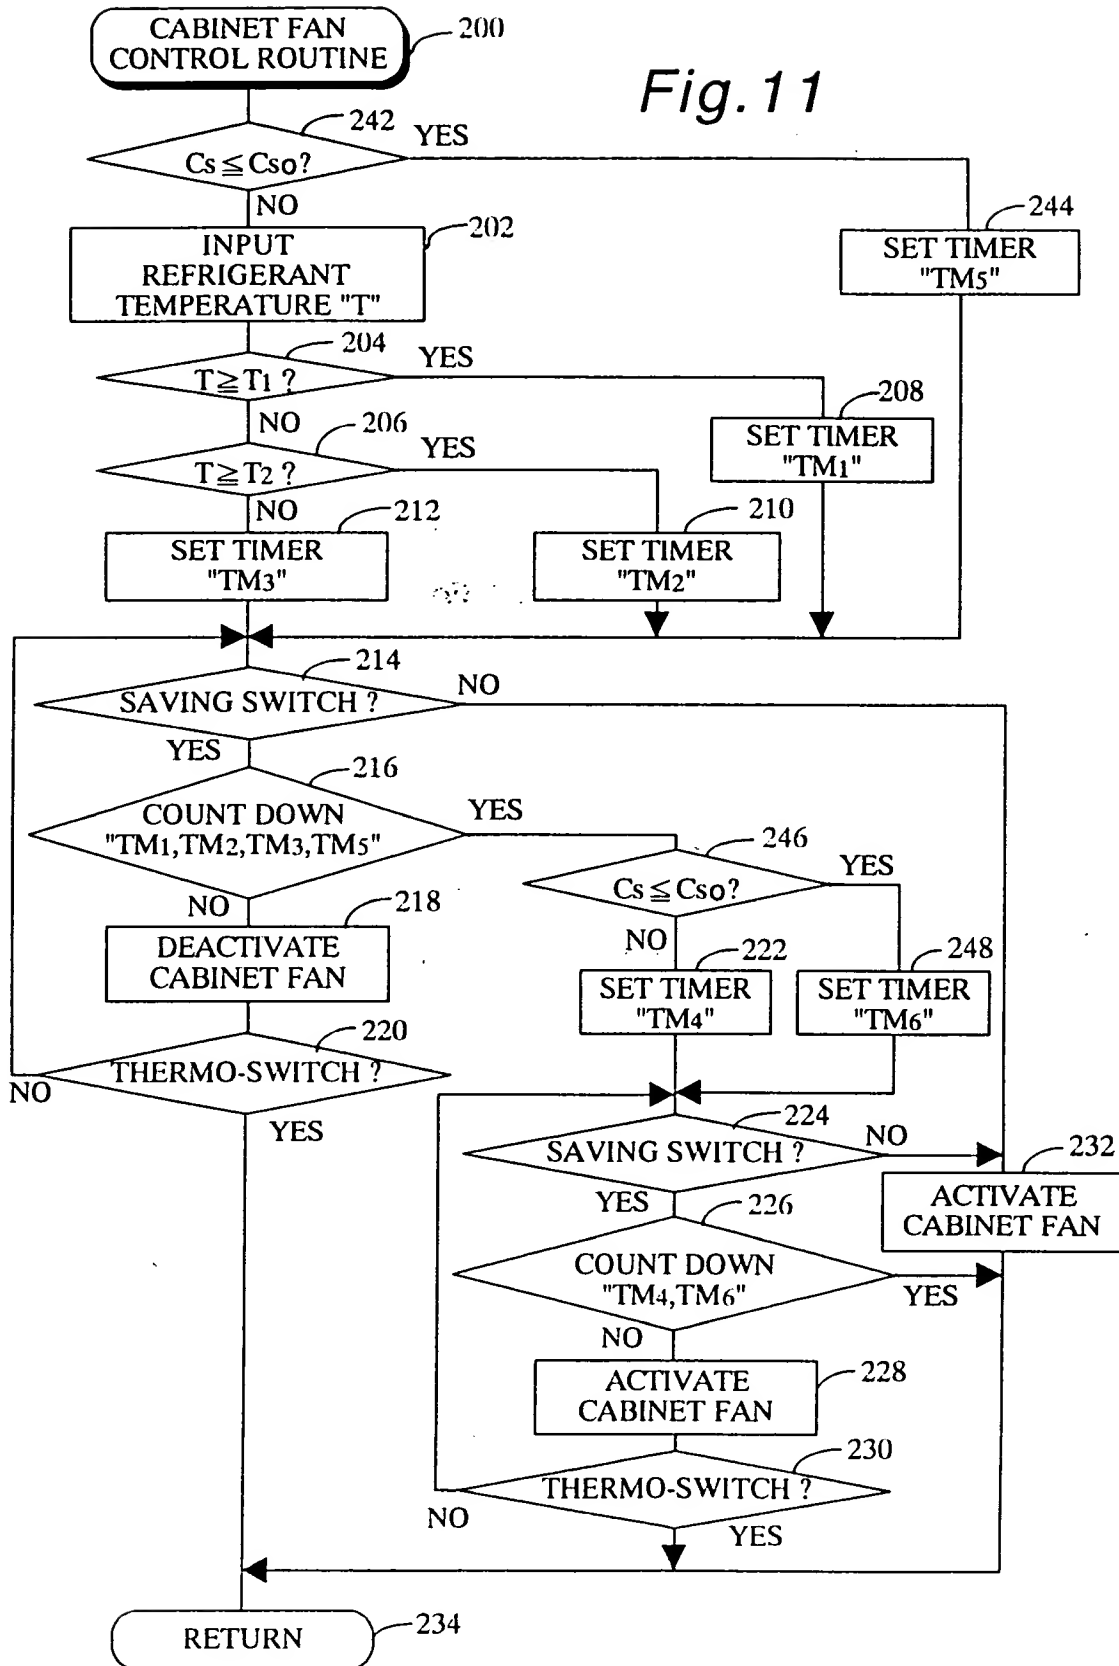 CABINET FAN
CONTROL ROUTINE
200
Fig.11
242
YES
Cs≦Cso?
NO
202
INPUT
REFRIGERANT
TEMPERATURE "T"
244
SET TIMER
"TM5"
204
YES
T≧T1 ?
NO
208
SET TIMER
"TM1"
206
YES
T≧T2 ?
NO
212
SET TIMER
"TM3"
210
SET TIMER
"TM2"
214
NO
SAVING SWITCH ?
YES
216
COUNT DOWN
"TM1,TM2,TM3,TM5"
YES
NO
246
Cs≦Cso?
YES
NO
218
DEACTIVATE
CABINET FAN
222
SET TIMER
"TM4"
248
SET TIMER
"TM6"
220
THERMO-SWITCH ?
NO
YES
224
SAVING SWITCH ?
NO
YES
232
ACTIVATE
CABINET FAN
226
COUNT DOWN
"TM4,TM6"
YES
NO
228
ACTIVATE
CABINET FAN
230
THERMO-SWITCH ?
NO
YES
RETURN
234